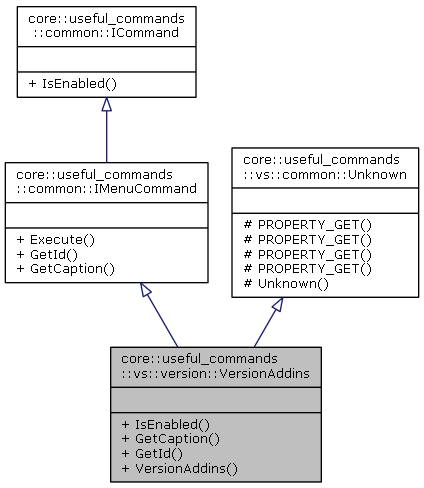 core::useful_commands
::common::ICommand
+ IsEnabled()
core::useful_commands
::common::IMenuCommand
+ Execute()
+ GetId()
+ GetCaption()
core::useful_commands
::vs::common::Unknown
# PROPERTY_GET()
# PROPERTY_GET()
# PROPERTY_GET()
# PROPERTY_GET()
# Unknown()
core::useful_commands
::vs::version::VersionAddins
+ IsEnabled()
+ GetCaption()
+ GetId()
+ VersionAddins()